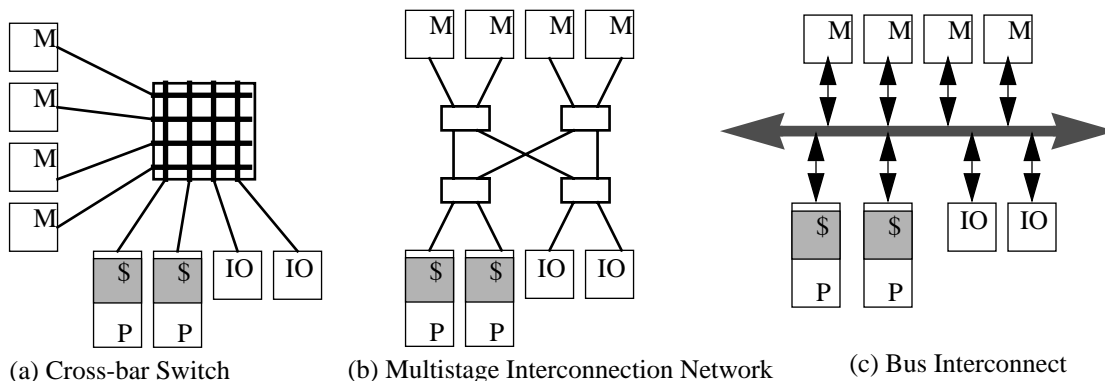 M
M
M
M
$ $ IO IO
P P
(a) Cross-bar Switch
M M M M
$ $ IO IO
P P
(b) Multistage Interconnection Network
M M M M
$ $ IO IO
P P
(c) Bus Interconnect